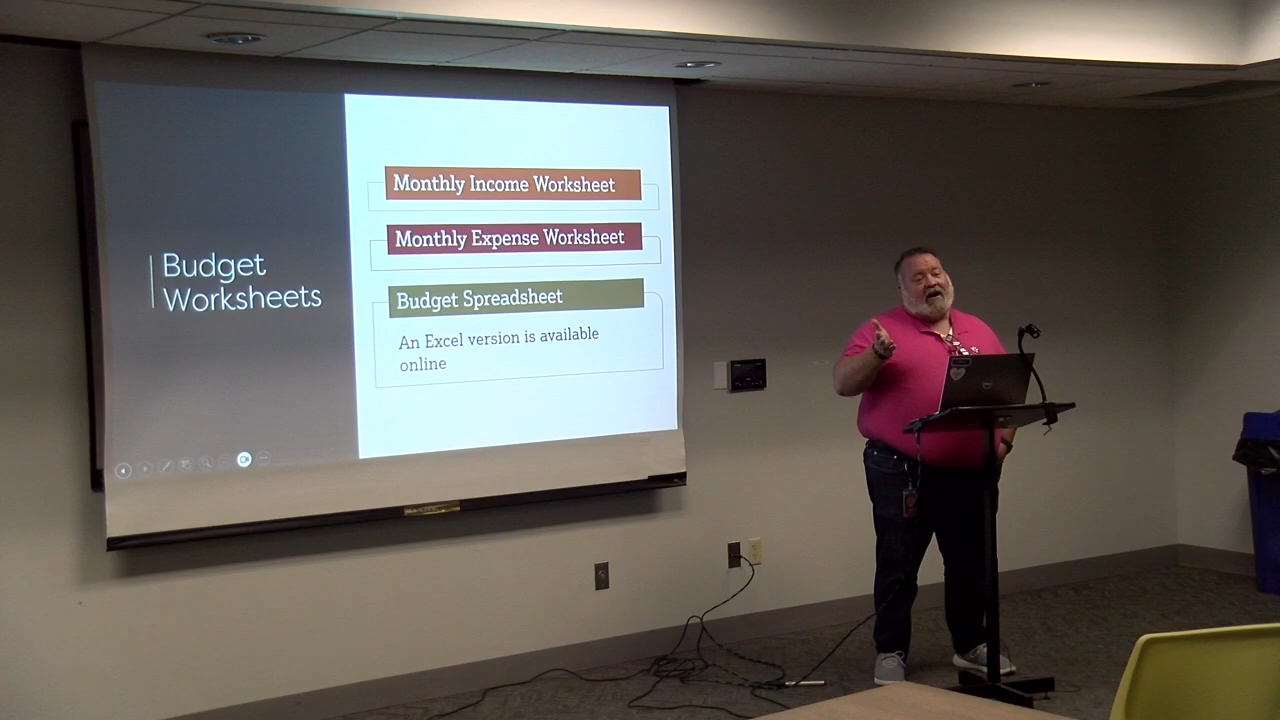 Budget
Worksheets
Monthly Income Worksheet
Monthly Expense Worksheet
Budget Spreadsheet
An Excel version is available
online